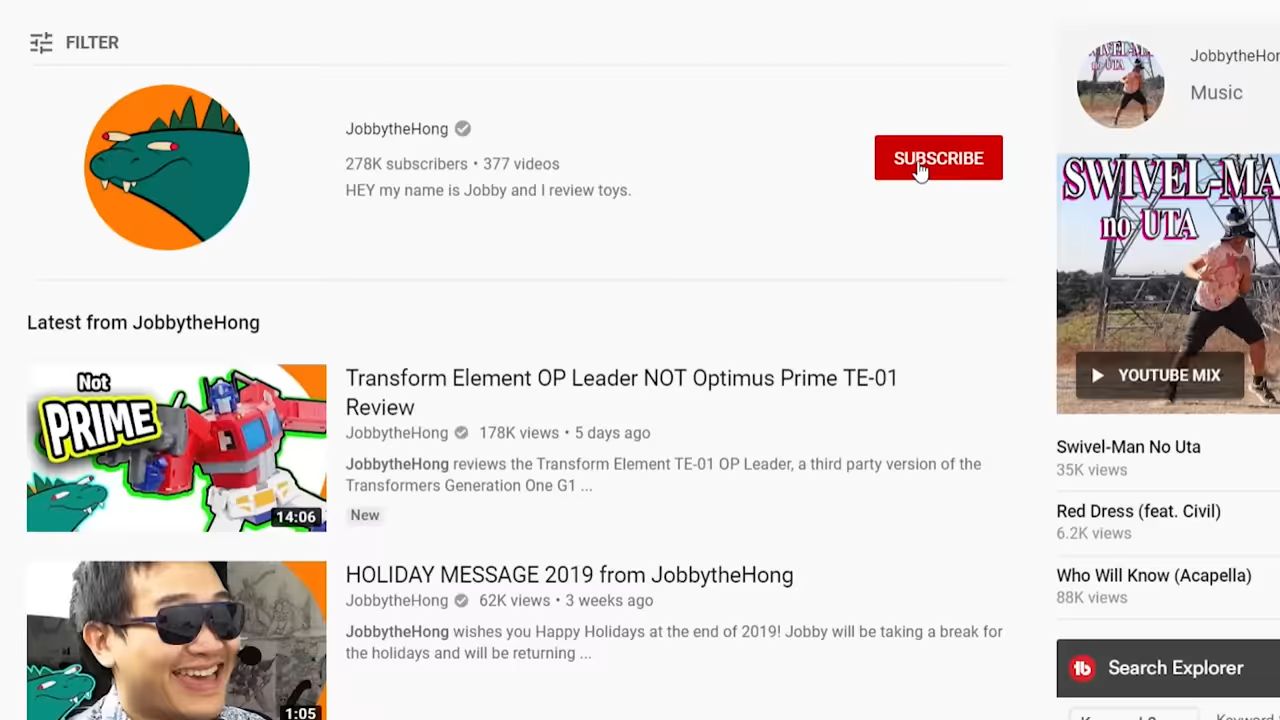 FILTER
JobbytheHong
278K subscribers • 377 videos
HEY my name is Jobby and I review toys.
SUBSCRIBE
Latest from JobbytheHong
Not
PRIME
14:06
Transform Element OP Leader NOT Optimus Prime TE-01
Review
JobbytheHong 178K views • 5 days ago
JobbytheHong reviews the Transform Element TE-01 OP Leader, a third party version of the
Transformers Generation One G1 ...
New
1:05
HOLIDAY MESSAGE 2019 from JobbytheHong
JobbytheHong 62K views • 3 weeks ago
JobbytheHong wishes you Happy Holidays at the end of 2019! Jobby will be taking a break for
the holidays and will be returning ...
SWIVEL-MA
no UTA
JobbytheHon
Music
SWIVEL-MA
no UTA
YOUTUBE MIX
Swivel-Man No Uta
35K views
Red Dress (feat. Civil)
6.2K views
Who Will Know (Acapella)
88K views
Search Explorer